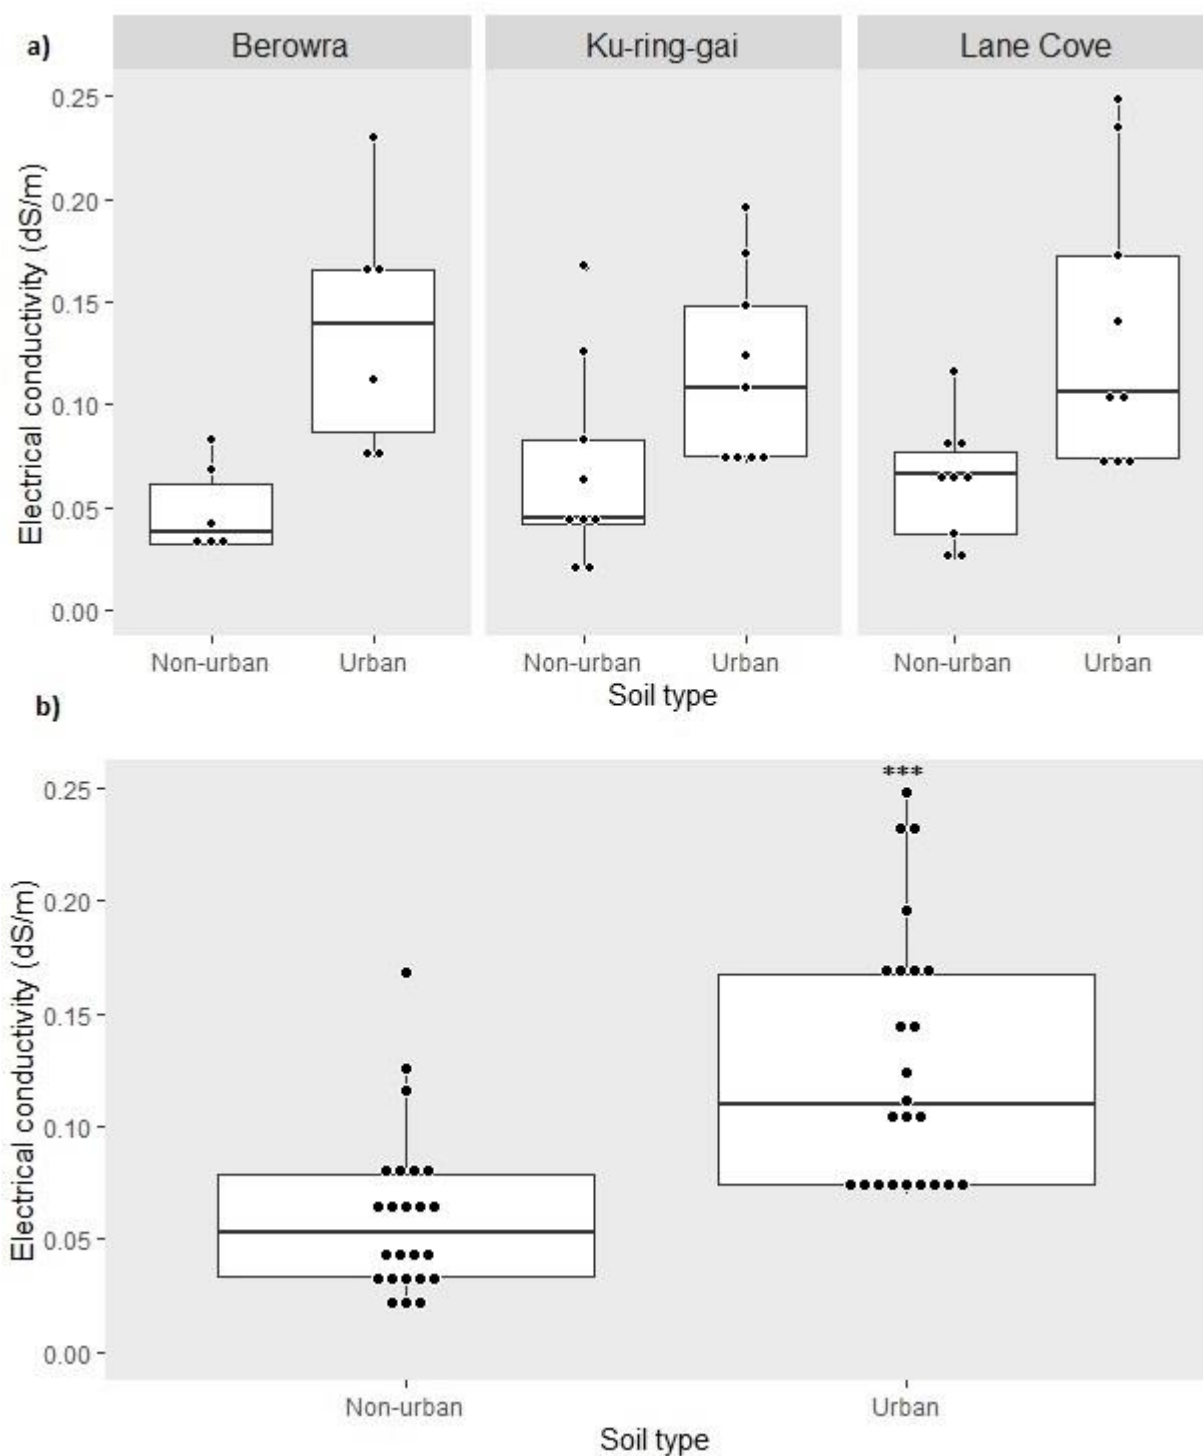 a)
Berowra Ku-ring-gai Lane Cove
Electrical conductivity (dS/m)
0.25
0.20
0.15
0.10
0.05
0.00
Non-urban Urban Non-urban Urban Non-urban Urban
Soil type
b)
***
Electrical conductivity (dS/m)
0.25
0.20
0.15
0.10
0.05
0.00
Non-urban Urban
Soil type